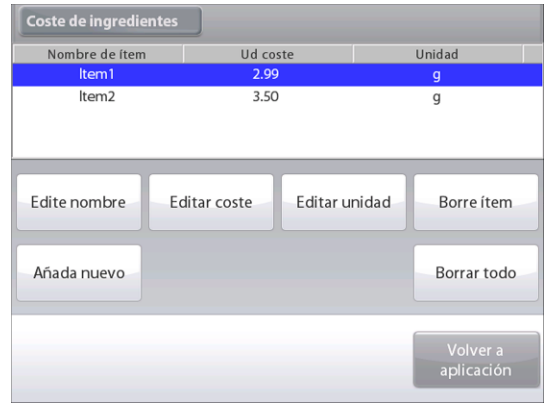 Coste de ingredientes
Nombre de ítem Ud coste Unidad
Item1 2.99 g
Item2 3.50 g
Edite nombre Editar coste Editar unidad Borre ítem
Añada nuevo Borrar todo
Volver a
aplicación